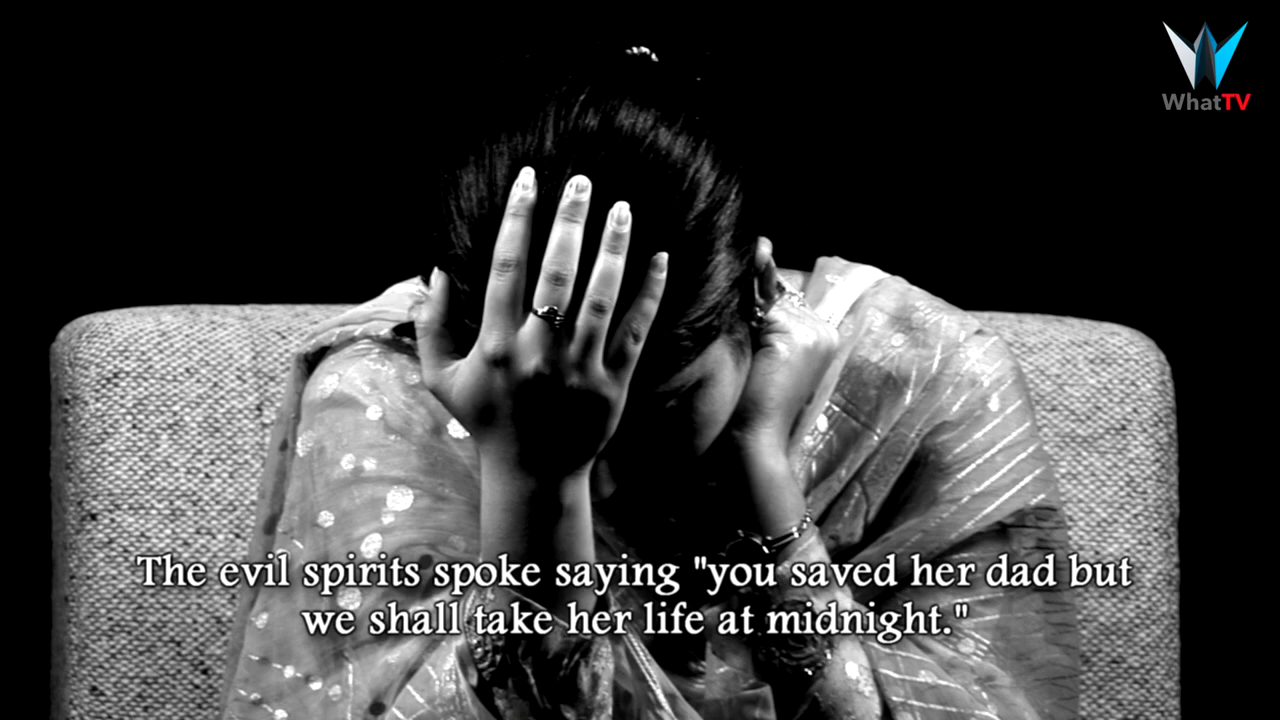 WhatTV
The evil spirits spoke saying "you saved her dad but
we shall take her life at midnight."